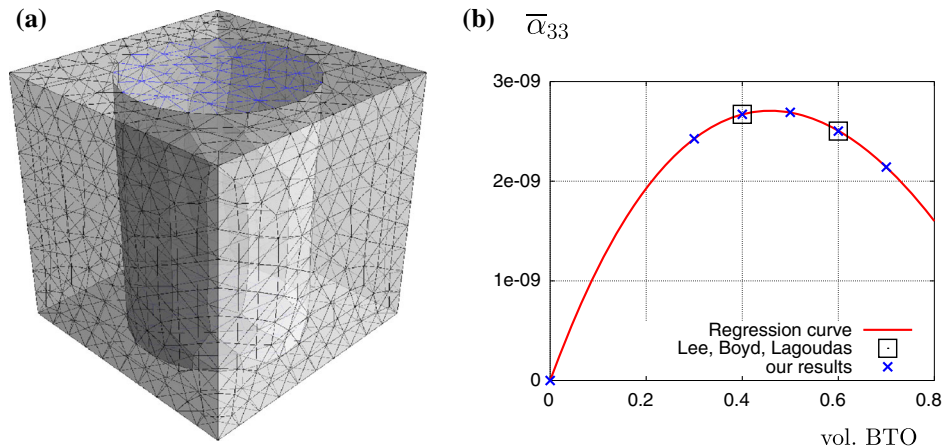 (a)
(b)
α̅33
3e-09
2e-09
1e-09
0
Regression curve
Lee, Boyd, Lagoudas
our results
0 0.2 0.4 0.6 0.8
vol. BTO